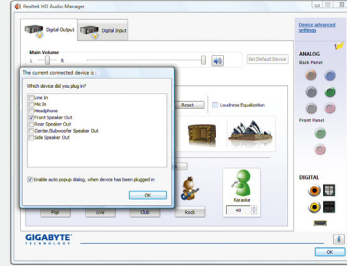 Realtek HD Audio Manager
Digital Output
Digital Input
Device advanced settings
Main Volume
L
R
Set Default Device
ANALOG
Back Panel
The current connected device is :
Which device did you plug in?
Line In
Mic In
Headphone
Front Speaker Out
Rear Speaker Out
Center/Subwoofer Speaker Out
Side Speaker Out
Reset
Loudness Equalization
Front Panel
Enable auto popup dialog, when device has been plugged in
OK
DIGITAL
Karaoke
Pop
Live
Club
Rock
+0
GIGABYTE
TECHNOLOGY
OK